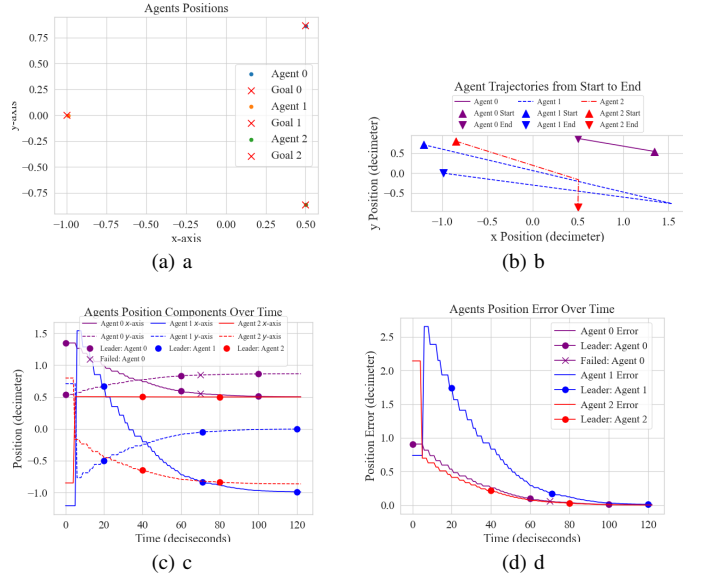 Agents Positions
y-axis
0.75
0.50
0.25
0.00
−0.25
−0.50
−0.75
Agent 0
Goal 0
Agent 1
Goal 1
Agent 2
Goal 2
−1.00 −0.75 −0.50 −0.25 0.00 0.25 0.50
x-axis
(a) a
Agent Trajectories from Start to End
Agent 0 Agent 1 Agent 2
Agent 0 Start Agent 1 Start Agent 2 Start
Agent 0 End Agent 1 End Agent 2 End
y Position (decimeter)
0.5
0.0
−0.5
−1.0 −0.5 0.0 0.5 1.0 1.5
x Position (decimeter)
(b) b
Agents Position Components Over Time
Agent 0 x-axis Agent 1 x-axis Agent 2 x-axis
Agent 0 y-axis Agent 1 y-axis Agent 2 y-axis
Leader: Agent 0 Leader: Agent 1 Leader: Agent 2
Failed: Agent 0
Position (decimeter)
1.5
1.0
0.5
0.0
−0.5
−1.0
0 20 40 60 80 100 120
Time (deciseconds)
(c) c
Agents Position Error Over Time
Position Error (decimeter)
2.5
2.0
1.5
1.0
0.5
0.0
Agent 0 Error
Leader: Agent 0
Failed: Agent 0
Agent 1 Error
Leader: Agent 1
Agent 2 Error
Leader: Agent 2
0 20 40 60 80 100 120
Time (deciseconds)
(d) d